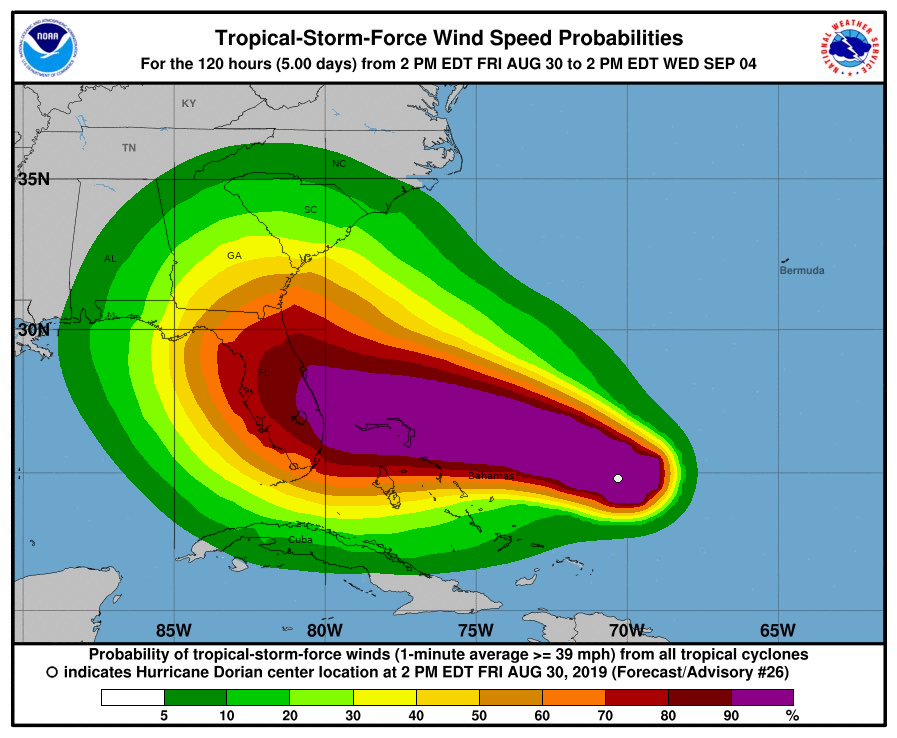 Tropical-Storm-Force Wind Speed Probabilities
For the 120 hours (5.00 days) from 2 PM EDT FRI AUG 30 to 2 PM EDT WED SEP 04
NOAA
NATIONAL WEATHER SERVICE
KY
TN
NC
35N
SC
AL
GA
Bermuda
30N
FL
Bahamas
Cuba
85W
80W
75W
70W
65W
Probability of tropical-storm-force winds (1-minute average >= 39 mph) from all tropical cyclones
indicates Hurricane Dorian center location at 2 PM EDT FRI AUG 30, 2019 (Forecast/Advisory #26)
5 10 20 30 40 50 60 70 80 90 %